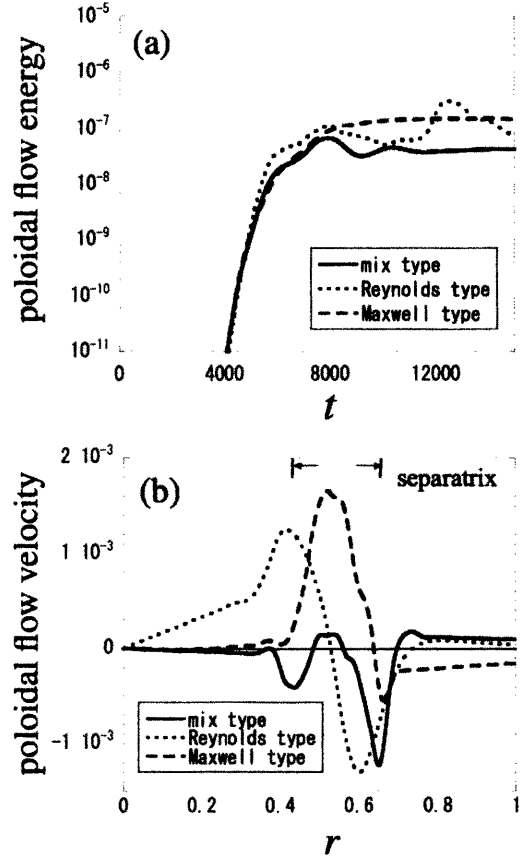 (a)
poloidal flow energy
10⁻⁵
10⁻⁶
10⁻⁷
10⁻⁸
10⁻⁹
10⁻¹⁰
10⁻¹¹
mix type
Reynolds type
Maxwell type
0 4000 8000 12000
t
(b)
separatrix
poloidal flow velocity
2 10⁻³
1 10⁻³
0
-1 10⁻³
mix type
Reynolds type
Maxwell type
0 0.2 0.4 0.6 0.8 1
r